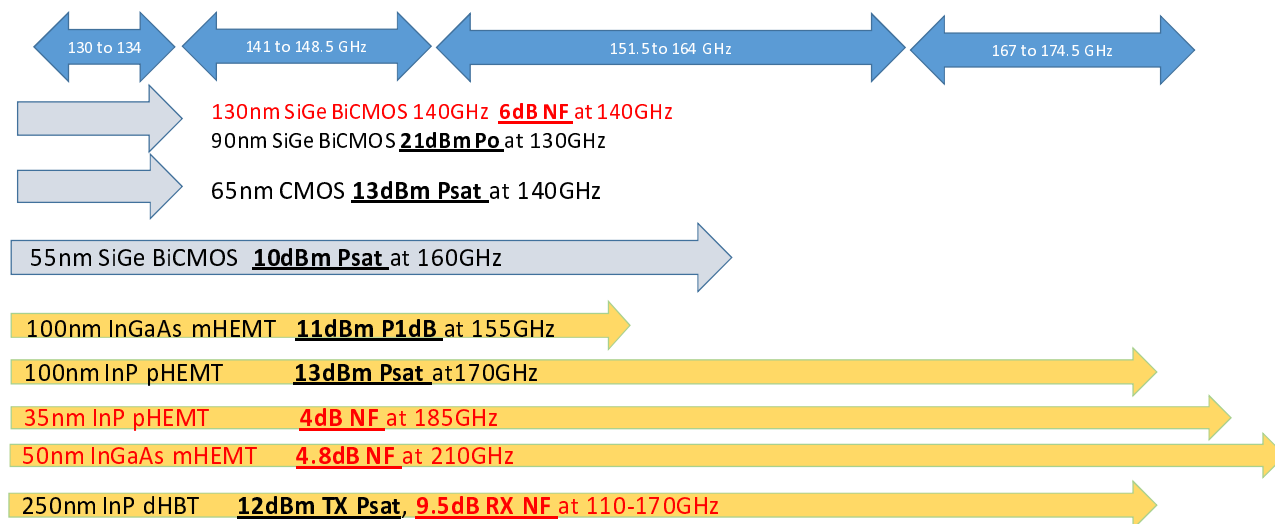 130 to 134
141 to 148.5 GHz
151.5 to 164 GHz
167 to 174.5 GHz
130nm SiGe BiCMOS 140GHz 6dB NF at 140GHz
90nm SiGe BiCMOS 21dBm Po at 130GHz
65nm CMOS 13dBm Psat at 140GHz
55nm SiGe BiCMOS 10dBm Psat at 160GHz
100nm InGaAs mHEMT 11dBm P1dB at 155GHz
100nm InP pHEMT 13dBm Psat at170GHz
35nm InP pHEMT 4dB NF at 185GHz
50nm InGaAs mHEMT 4.8dB NF at 210GHz
250nm InP dHBT 12dBm TX Psat, 9.5dB RX NF at 110-170GHz